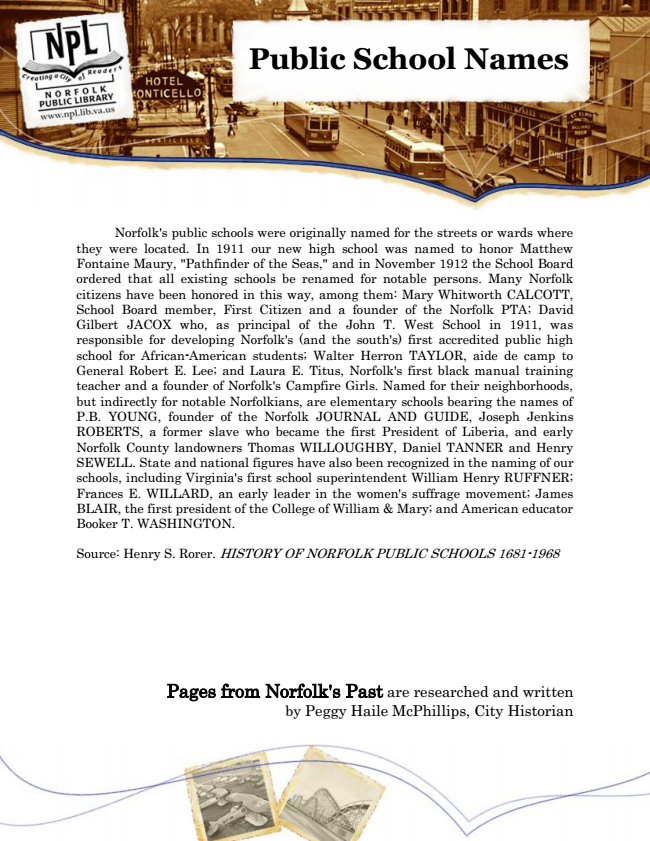 NPL
Creating a City of Readers
NORFOLK
PUBLIC LIBRARY
www.npl.lib.va.us
Public School Names
HOTEL
MONTICELLO
Norfolk's public schools were originally named for the streets or wards where
they were located. In 1911 our new high school was named to honor Matthew
Fontaine Maury, "Pathfinder of the Seas," and in November 1912 the School Board
ordered that all existing schools be renamed for notable persons. Many Norfolk
citizens have been honored in this way, among them: Mary Whitworth CALCOTT,
School Board member, First Citizen and a founder of the Norfolk PTA; David
Gilbert JACOX who, as principal of the John T. West School in 1911, was
responsible for developing Norfolk's (and the south's) first accredited public high
school for African-American students; Walter Herron TAYLOR, aide de camp to
General Robert E. Lee; and Laura E. Titus, Norfolk's first black manual training
teacher and a founder of Norfolk's Campfire Girls. Named for their neighborhoods,
but indirectly for notable Norfolkians, are elementary schools bearing the names of
P.B. YOUNG, founder of the Norfolk JOURNAL AND GUIDE, Joseph Jenkins
ROBERTS, a former slave who became the first President of Liberia, and early
Norfolk County landowners Thomas WILLOUGHBY, Daniel TANNER and Henry
SEWELL. State and national figures have also been recognized in the naming of our
schools, including Virginia's first school superintendent William Henry RUFFNER;
Frances E. WILLARD, an early leader in the women's suffrage movement; James
BLAIR, the first president of the College of William & Mary; and American educator
Booker T. WASHINGTON.
Source: Henry S. Rorer. HISTORY OF NORFOLK PUBLIC SCHOOLS 1681-1968
Pages from Norfolk's Past are researched and written
by Peggy Haile McPhillips, City Historian